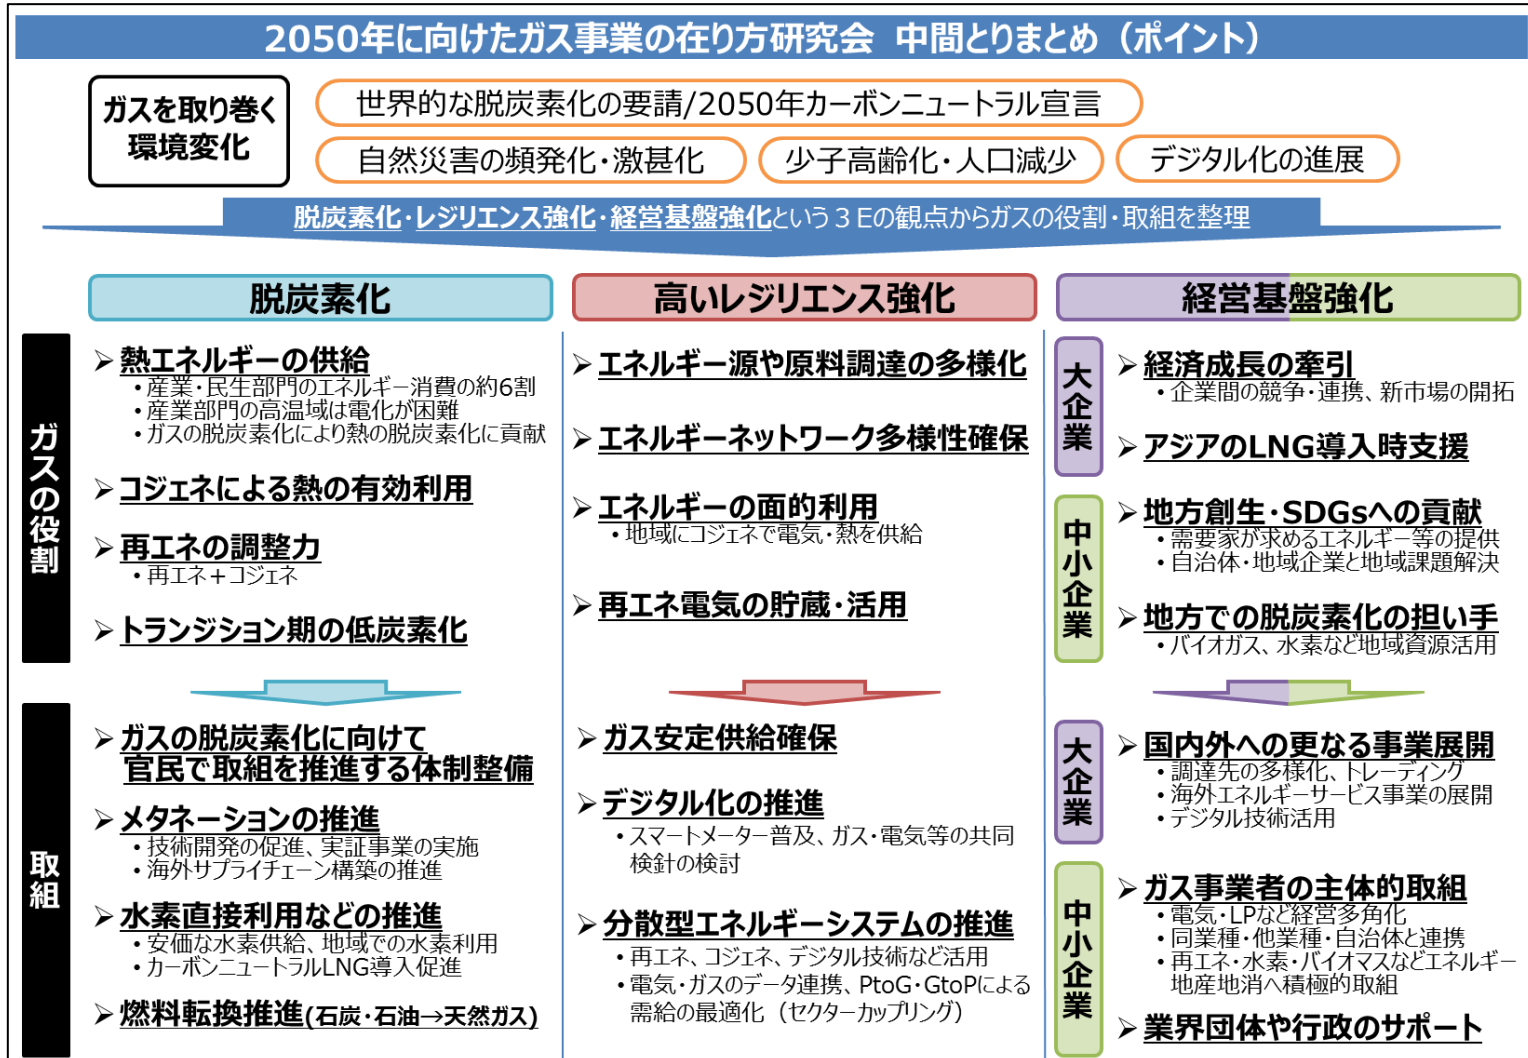 2050年に向けたガス事業の在り方研究会 中間とりまとめ（ポイント）
ガスを取り巻く
環境変化
世界的な脱炭素化の要請/2050年カーボンニュートラル宣言
自然災害の頻発化・激甚化
少子高齢化・人口減少
デジタル化の進展
脱炭素化・レジリエンス強化・経営基盤強化という３Eの観点からガスの役割・取組を整理
脱炭素化
高いレジリエンス強化
経営基盤強化
ガスの役割
➢熱エネルギーの供給
・産業・民生部門のエネルギー消費の約6割
・産業部門の高温域は電化が困難
・ガスの脱炭素化により熱の脱炭素化に貢献
➢コジェネによる熱の有効利用
➢再エネの調整力
・再エネ＋コジェネ
➢トランジション期の低炭素化
➢エネルギー源や原料調達の多様化
➢エネルギーネットワーク多様性確保
➢エネルギーの面的利用
・地域にコジェネで電気・熱を供給
➢再エネ電気の貯蔵・活用
大企業
➢経済成長の牽引
・企業間の競争・連携、新市場の開拓
➢アジアのLNG導入時支援
中小企業
➢地方創生・SDGsへの貢献
・需要家が求めるエネルギー等の提供
・自治体・地域企業と地域課題解決
➢地方での脱炭素化の担い手
・バイオガス、水素など地域資源活用
取組
➢ガスの脱炭素化に向けて
官民で取組を推進する体制整備
➢メタネーションの推進
・技術開発の促進、実証事業の実施
・海外サプライチェーン構築の推進
➢水素直接利用などの推進
・安価な水素供給、地域での水素利用
・カーボンニュートラルLNG導入促進
➢燃料転換推進(石炭・石油→天然ガス)
➢ガス安定供給確保
➢デジタル化の推進
・スマートメーター普及、ガス・電気等の共同
検針の検討
➢分散型エネルギーシステムの推進
・再エネ、コジェネ、デジタル技術など活用
・電気・ガスのデータ連携、PtoG・GtoPによる
需給の最適化（セクターカップリング）
大企業
➢国内外への更なる事業展開
・調達先の多様化、トレーディング
・海外エネルギーサービス事業の展開
・デジタル技術活用
中小企業
➢ガス事業者の主体的取組
・電気・LPなど経営多角化
・同業種・他業種・自治体と連携
・再エネ・水素・バイオマスなどエネルギー
地産地消へ積極的取組
➢業界団体や行政のサポート